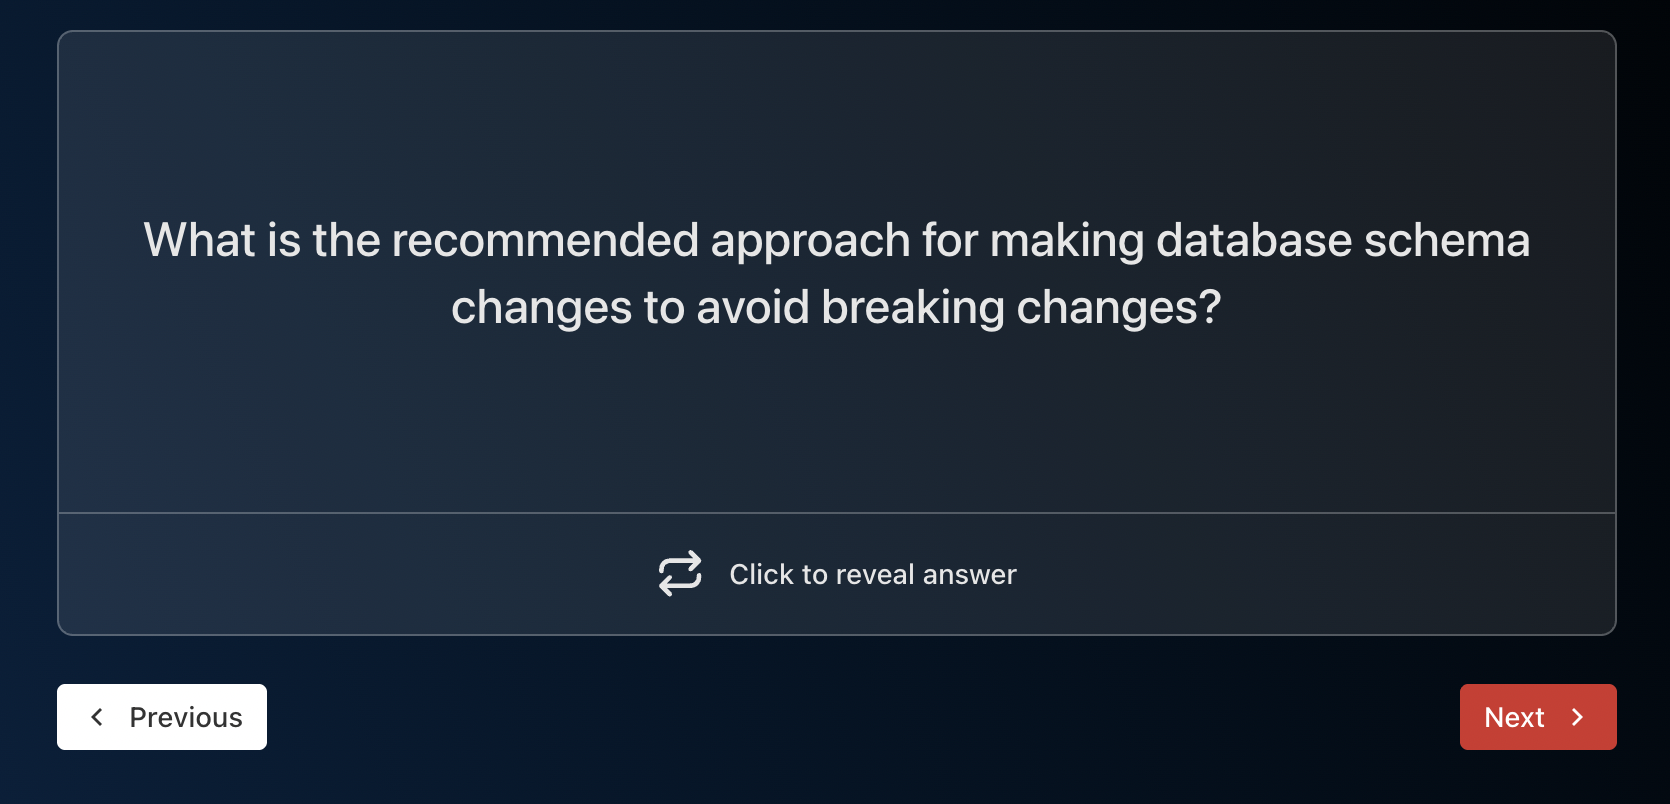 What is the recommended approach for making database schema
changes to avoid breaking changes?
Click to reveal answer
Previous
Next